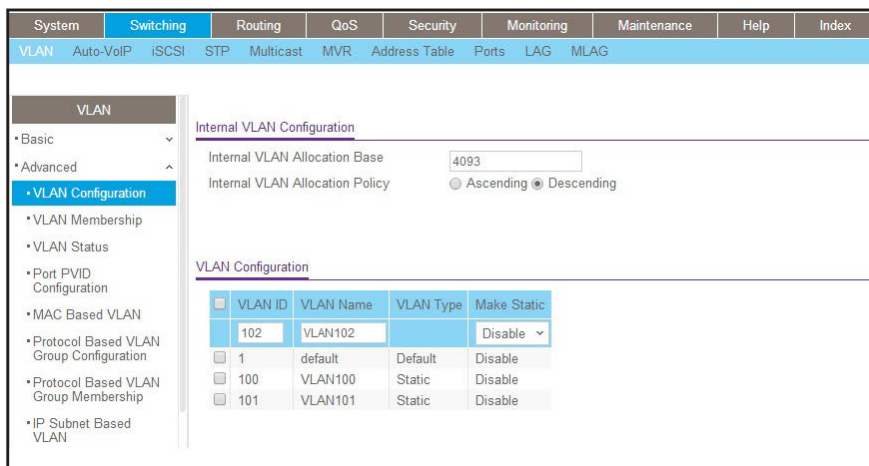 System Switching Routing QoS Security Monitoring Maintenance Help Index
VLAN Auto-VoIP iSCSI STP Multicast MVR Address Table Ports LAG MLAG
VLAN
Basic
Advanced
VLAN Configuration
VLAN Membership
VLAN Status
Port PVID
Configuration
MAC Based VLAN
Protocol Based VLAN
Group Configuration
Protocol Based VLAN
Group Membership
IP Subnet Based
VLAN
Internal VLAN Configuration
Internal VLAN Allocation Base 4093
Internal VLAN Allocation Policy Ascending Descending
VLAN Configuration
VLAN ID VLAN Name VLAN Type Make Static
102 VLAN102 Disable
1 default Default Disable
100 VLAN100 Static Disable
101 VLAN101 Static Disable